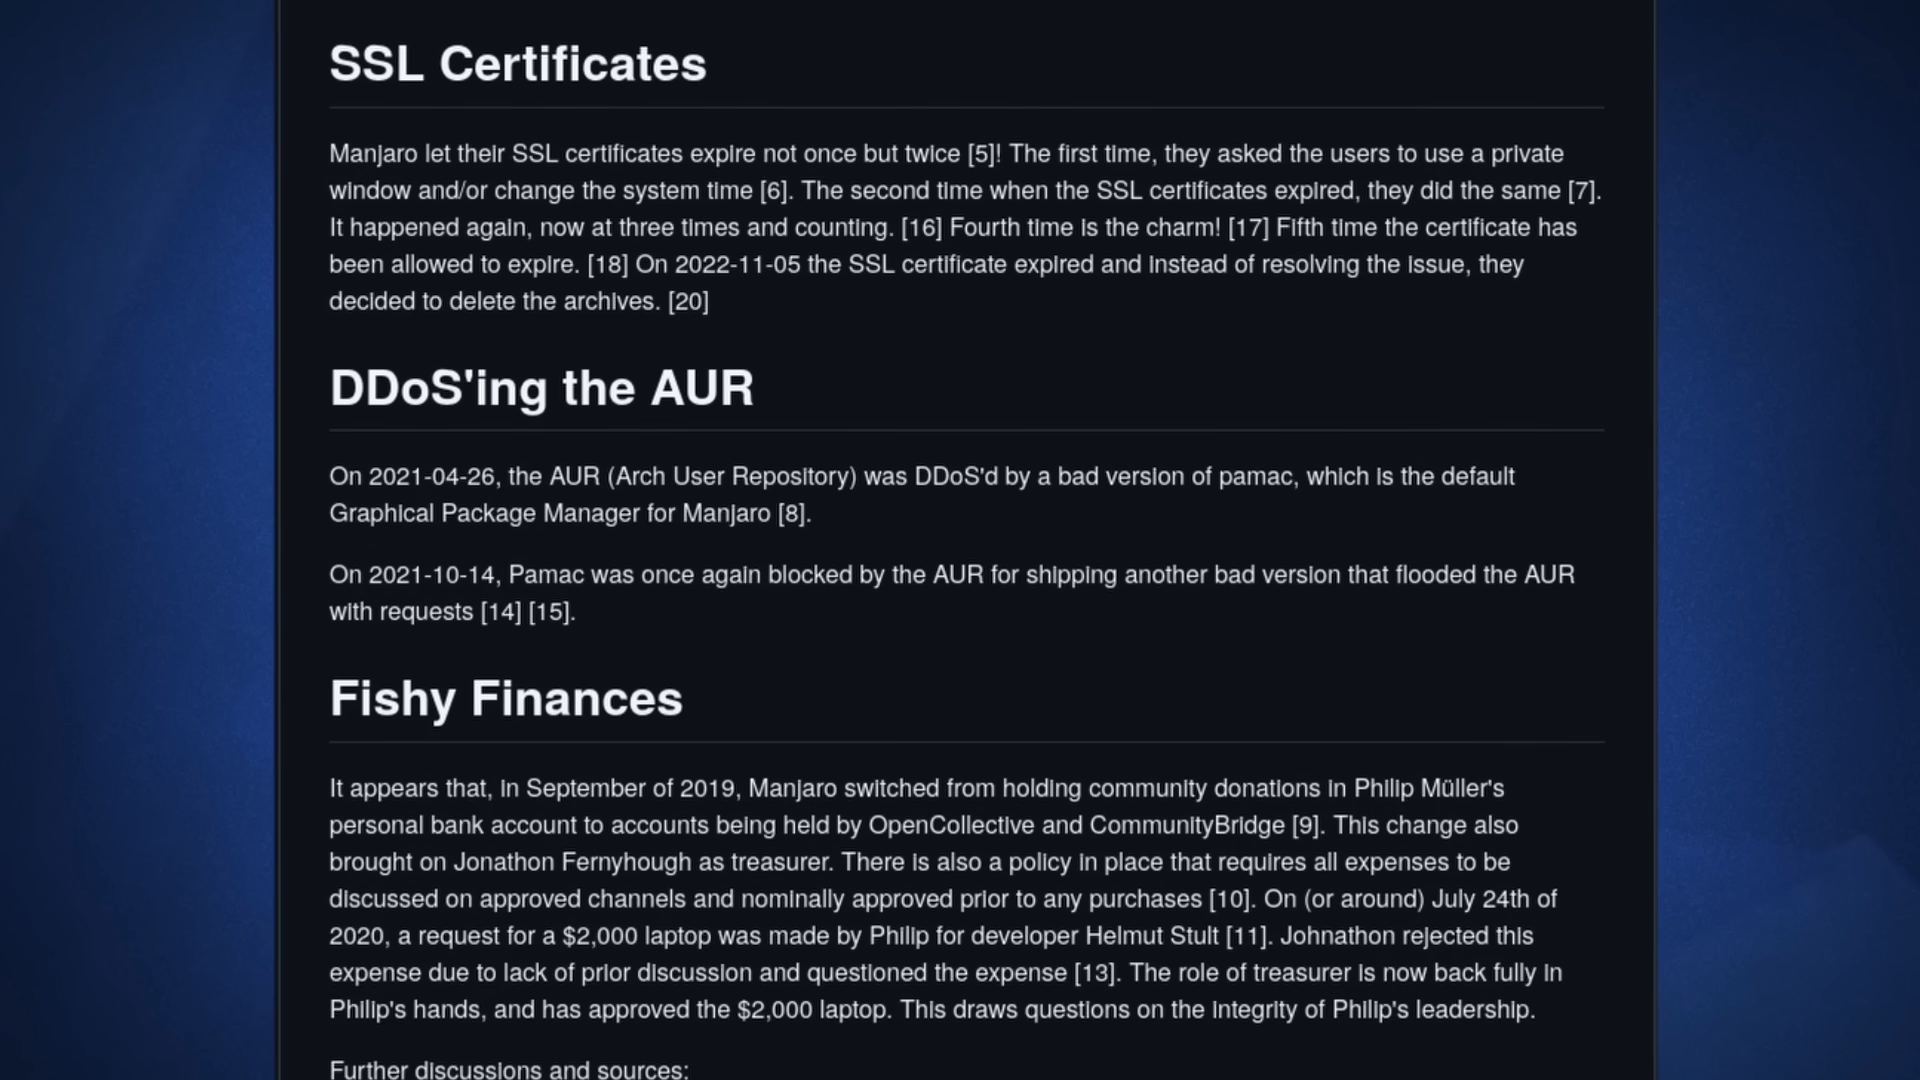 SSL Certificates
Manjaro let their SSL certificates expire not once but twice [5]! The first time, they asked the users to use a private
window and/or change the system time [6]. The second time when the SSL certificates expired, they did the same [7].
It happened again, now at three times and counting. [16] Fourth time is the charm! [17] Fifth time the certificate has
been allowed to expire. [18] On 2022-11-05 the SSL certificate expired and instead of resolving the issue, they
decided to delete the archives. [20]
DDoS'ing the AUR
On 2021-04-26, the AUR (Arch User Repository) was DDoS'd by a bad version of pamac, which is the default
Graphical Package Manager for Manjaro [8].
On 2021-10-14, Pamac was once again blocked by the AUR for shipping another bad version that flooded the AUR
with requests [14] [15].
Fishy Finances
It appears that, in September of 2019, Manjaro switched from holding community donations in Philip Müller's
personal bank account to accounts being held by OpenCollective and CommunityBridge [9]. This change also
brought on Jonathon Fernyhough as treasurer. There is also a policy in place that requires all expenses to be
discussed on approved channels and nominally approved prior to any purchases [10]. On (or around) July 24th of
2020, a request for a $2,000 laptop was made by Philip for developer Helmut Stult [11]. Johnathon rejected this
expense due to lack of prior discussion and questioned the expense [13]. The role of treasurer is now back fully in
Philip's hands, and has approved the $2,000 laptop. This draws questions on the integrity of Philip's leadership.
Further discussions and sources: